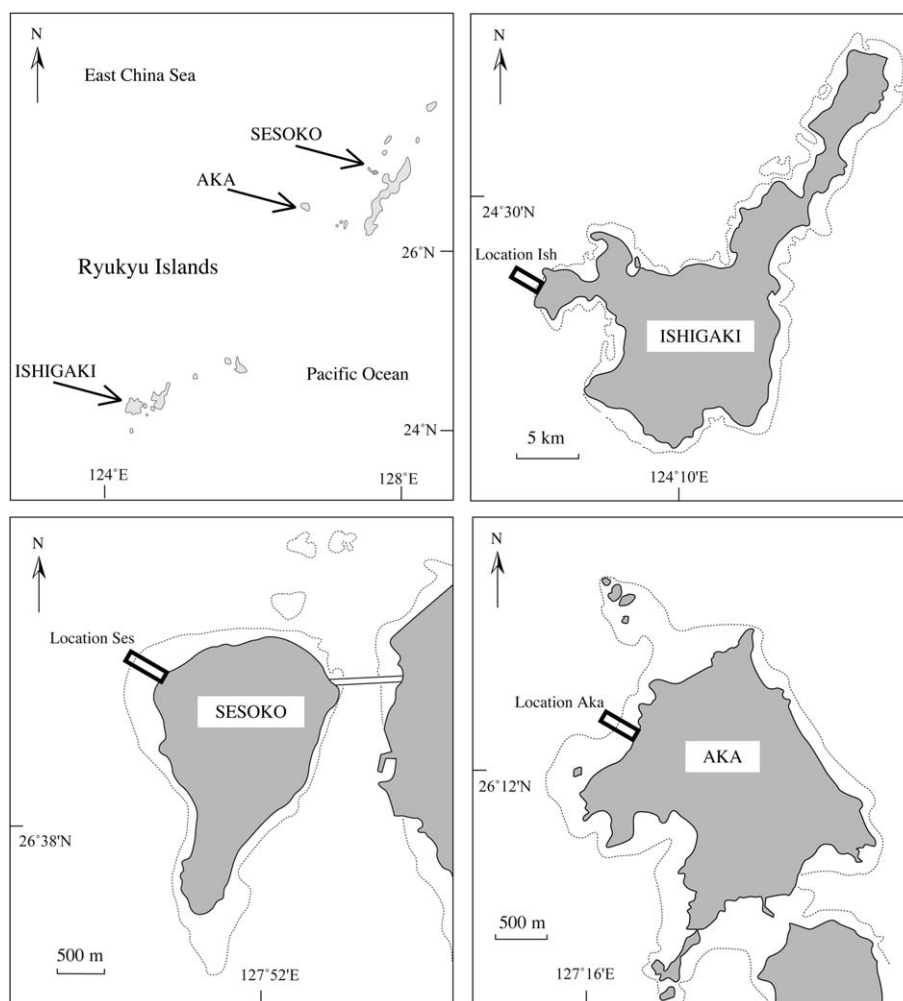 N
East China Sea
SESOKO
AKA
26˚N
Ryukyu Islands
ISHIGAKI
Pacific Ocean
24˚N
124˚E
128˚E
N
24˚30'N
Location Ish
ISHIGAKI
5 km
124˚10'E
N
Location Ses
SESOKO
26˚38'N
500 m
127˚52'E
N
Location Aka
AKA
26˚12'N
500 m
127˚16'E